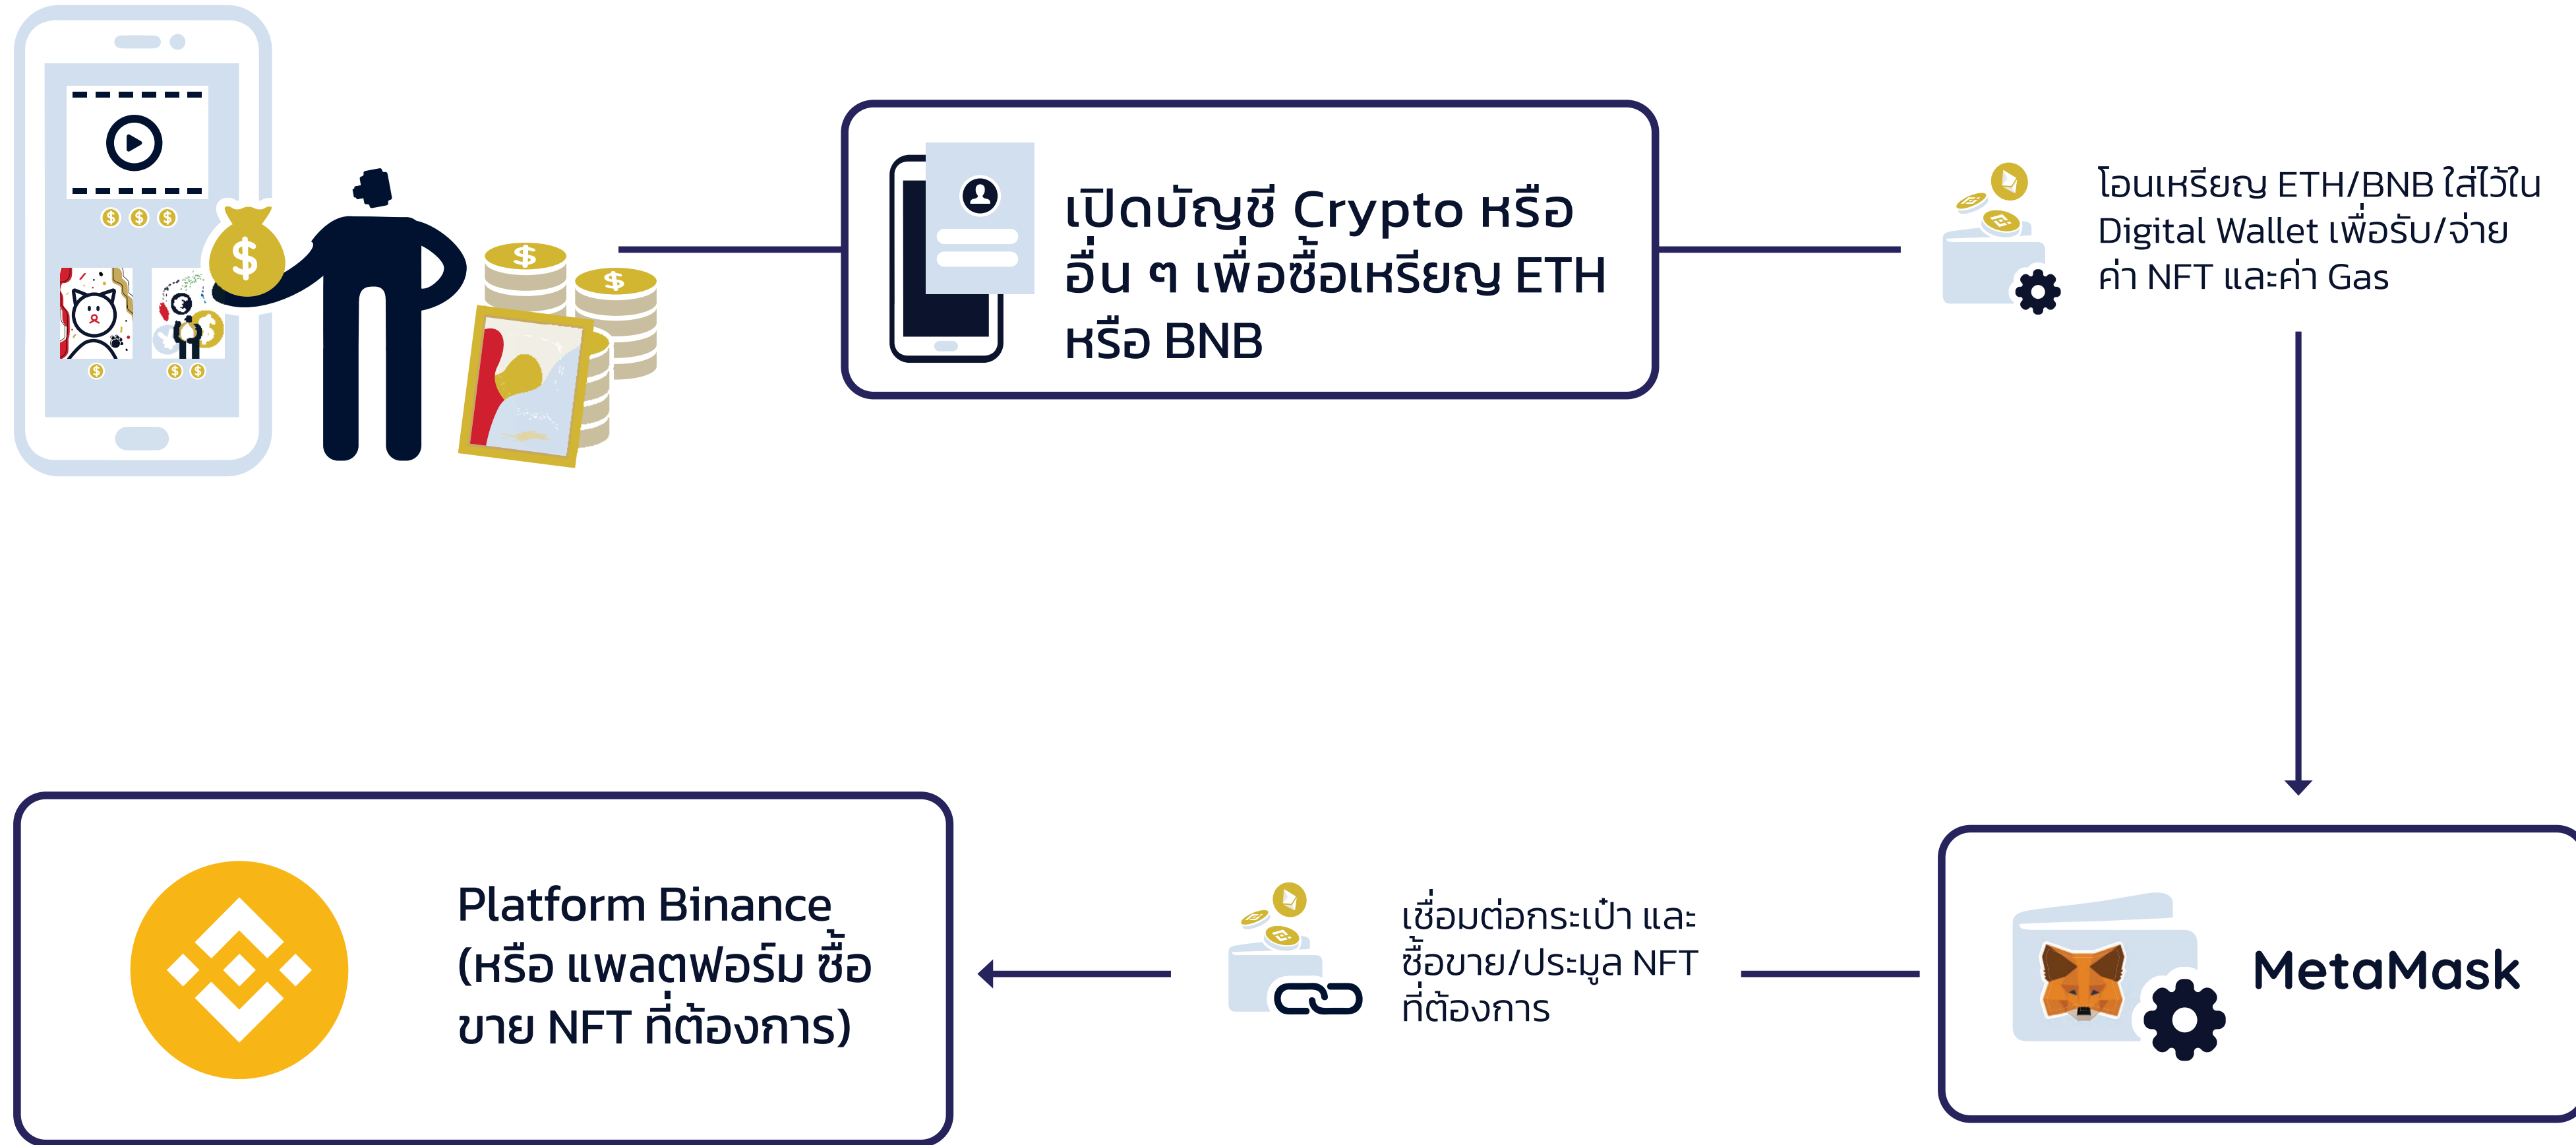 เปิดบัญชี Crypto หรือ
อื่น ๆ เพื่อซื้อเหรียญ ETH
หรือ BNB
โอนเหรียญ ETH/BNB ใส่ไว้ใน
Digital Wallet เพื่อรับ/จ่าย
ค่า NFT และค่า Gas
MetaMask
เชื่อมต่อกระเป๋า และ
ซื้อขาย/ประมูล NFT
ที่ต้องการ
Platform Binance
(หรือ แพลตฟอร์ม ซื้อ
ขาย NFT ที่ต้องการ)